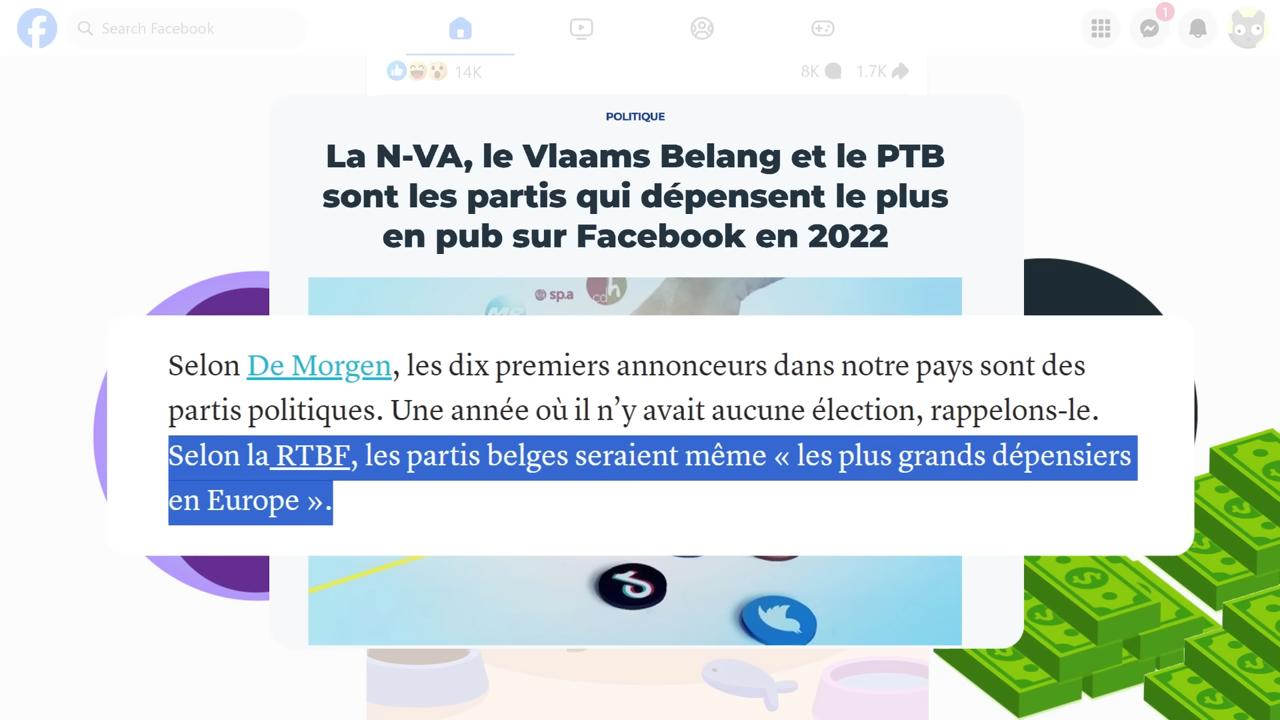 Search Facebook
1
14K
8K
1.7K
POLITIQUE
La N-VA, le Vlaams Belang et le PTB
sont les partis qui dépensent le plus
en pub sur Facebook en 2022
sp.a
cdh
MR
Selon De Morgen, les dix premiers annonceurs dans notre pays sont des
partis politiques. Une année où il n’y avait aucune élection, rappelons-le.
Selon la RTBF, les partis belges seraient même « les plus grands dépensiers
en Europe ».